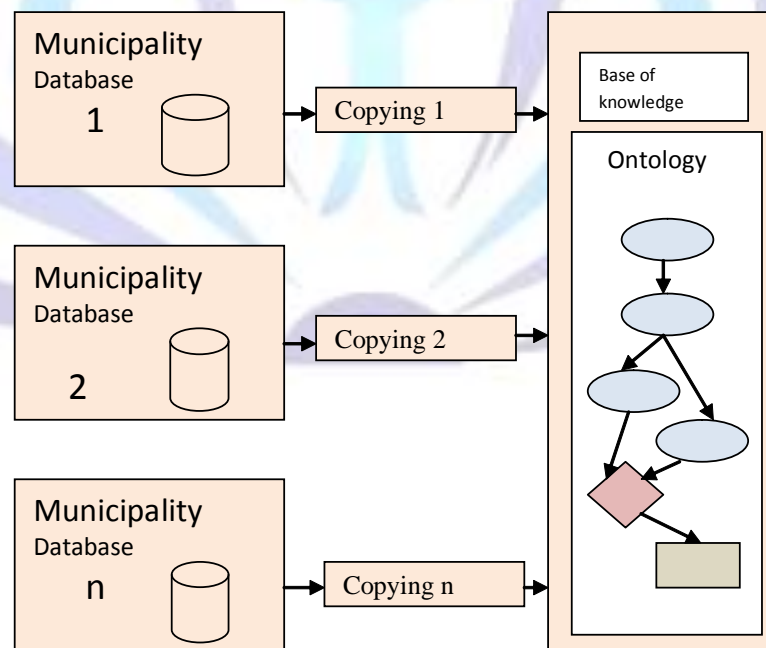 Municipality
Database
1
Copying 1
Municipality
Database
2
Copying 2
Municipality
Database
n
Copying n
Base of
knowledge
Ontology